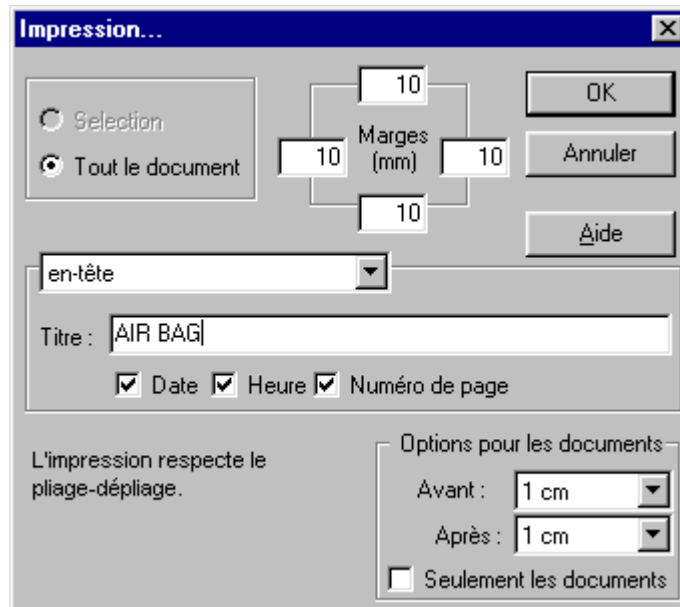 Impression...
Selection
Tout le document
10
10
Marges
(mm)
10
10
OK
Annuler
Aide
en-tête
Titre : AIR BAG
Date Heure Numéro de page
L'impression respecte le
pliage-dépliage.
Options pour les documents
Avant : 1 cm
Après : 1 cm
Seulement les documents